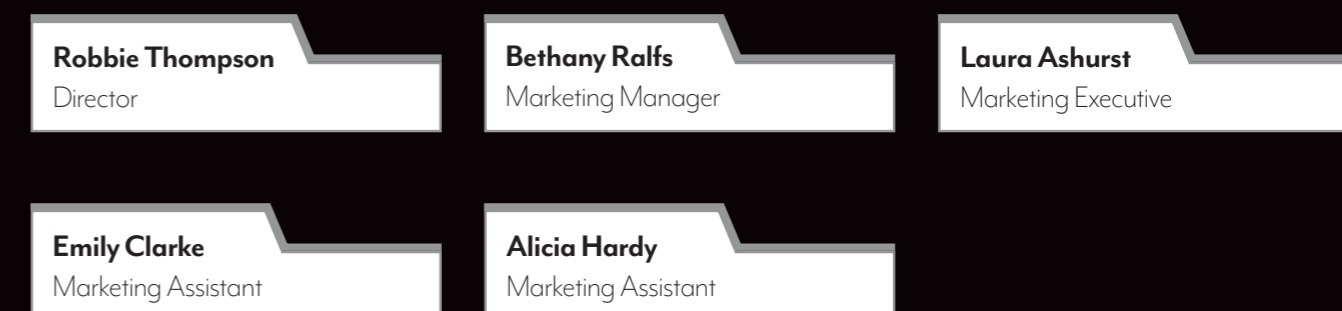 Robbie Thompson
Director
Bethany Ralfs
Marketing Manager
Laura Ashurst
Marketing Executive
Emily Clarke
Marketing Assistant
Alicia Hardy
Marketing Assistant